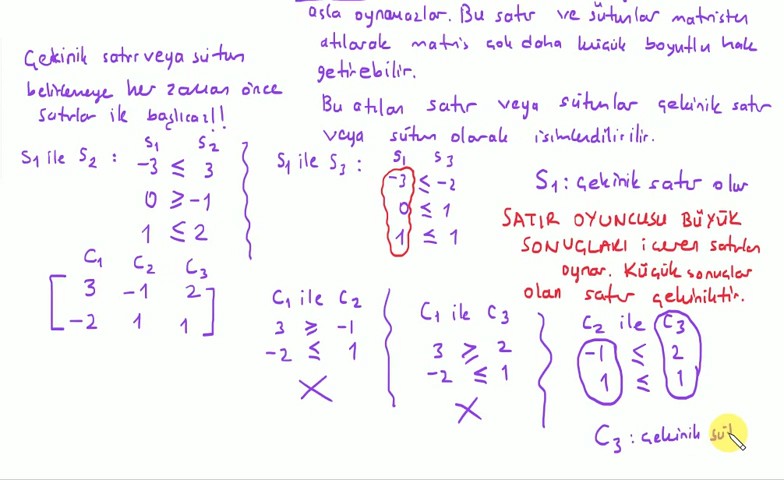 asla oynamazlar. Bu satır ve sütunlar matristen
atılarak matris çok daha küçük boyutlu hale
getirebilir.
Bu atılan satır veya sütunlar çekinik satır
veya sütun olarak isimlendirilir.
Çekinik satır veya sütun
belirlemeye her zaman önce
satırlar ile başlıcaz!!
S1 ile S2 : S1 S2
-3 ≤ 3
0 ≥ -1
1 ≤ 2
S1 ile S3 : S1 S3
-3 ≤ -2
0 ≤ 1
1 ≤ 1
S1 : çekinik satır olur
SATIR OYUNCUSU BÜYÜK
SONUÇLARI içeren satırları
oynar. Küçük sonuçlar
olan satır çekiniktir.
C1 C2 C3
3 -1 2
-2 1 1
C1 ile C2
3 ≥ -1
-2 ≤ 1
X
C1 ile C3
3 ≥ 2
-2 ≤ 1
X
C2 ile C3
-1 ≤ 2
1 ≤ 1
C3 : çekinik süt